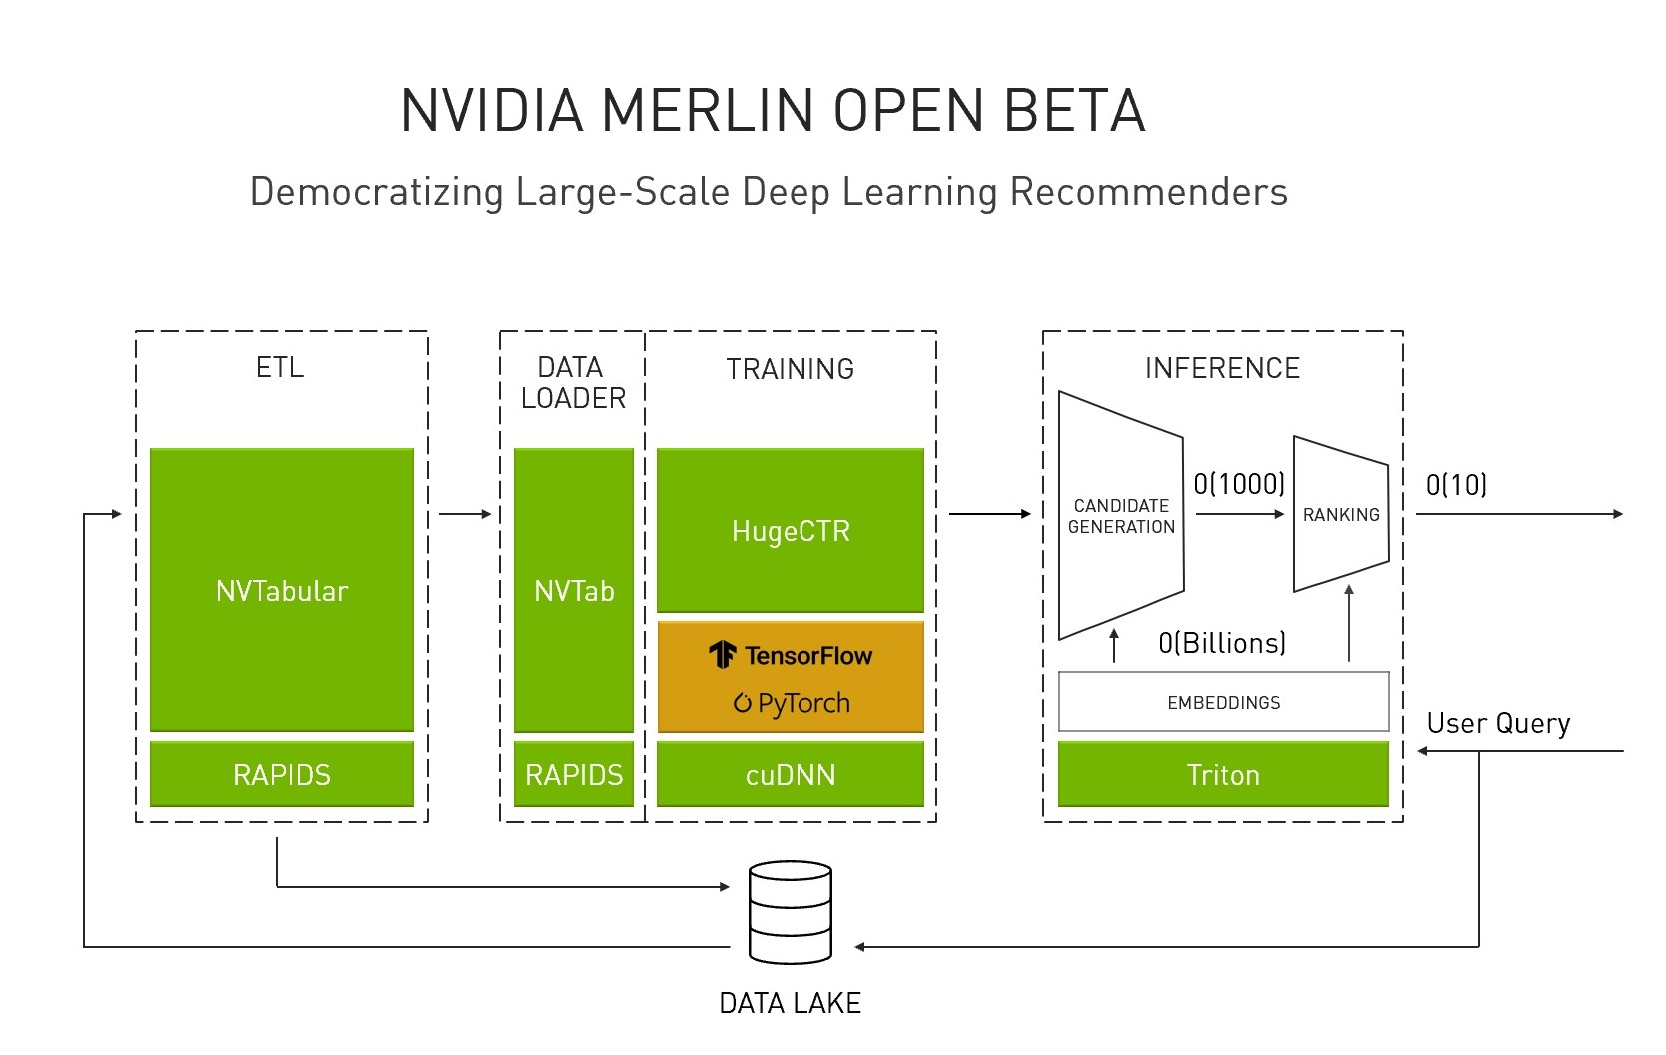 NVIDIA MERLIN OPEN BETA
Democratizing Large-Scale Deep Learning Recommenders
ETL
NVTabular
RAPIDS
DATA
LOADER
NVTab
RAPIDS
TRAINING
HugeCTR
TensorFlow
PyTorch
cuDNN
INFERENCE
CANDIDATE
GENERATION
O(1000)
RANKING
O(10)
O(Billions)
EMBEDDINGS
Triton
User Query
DATA LAKE